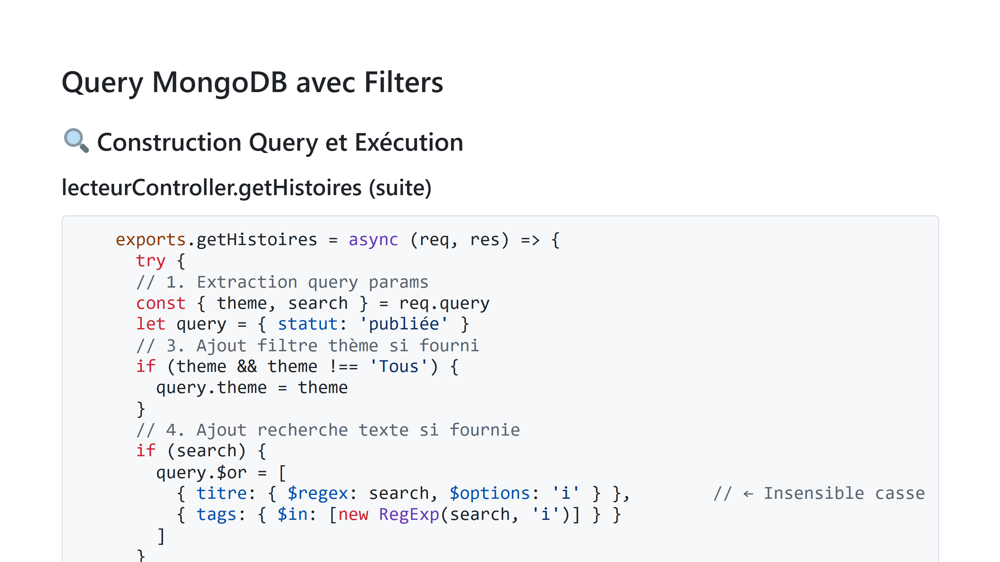 Query MongoDB avec Filters
🔍 Construction Query et Exécution
lecteurController.getHistoires (suite)
exports.getHistoires = async (req, res) => {
  try {
  // 1. Extraction query params
  const { theme, search } = req.query
  let query = { statut: 'publiée' }
  // 3. Ajout filtre thème si fourni
  if (theme && theme !== 'Tous') {
    query.theme = theme
  }
  // 4. Ajout recherche texte si fournie
  if (search) {
    query.$or = [
      { titre: { $regex: search, $options: 'i' } },        // ← Insensible casse
      { tags: { $in: [new RegExp(search, 'i')] } }
    ]
  }